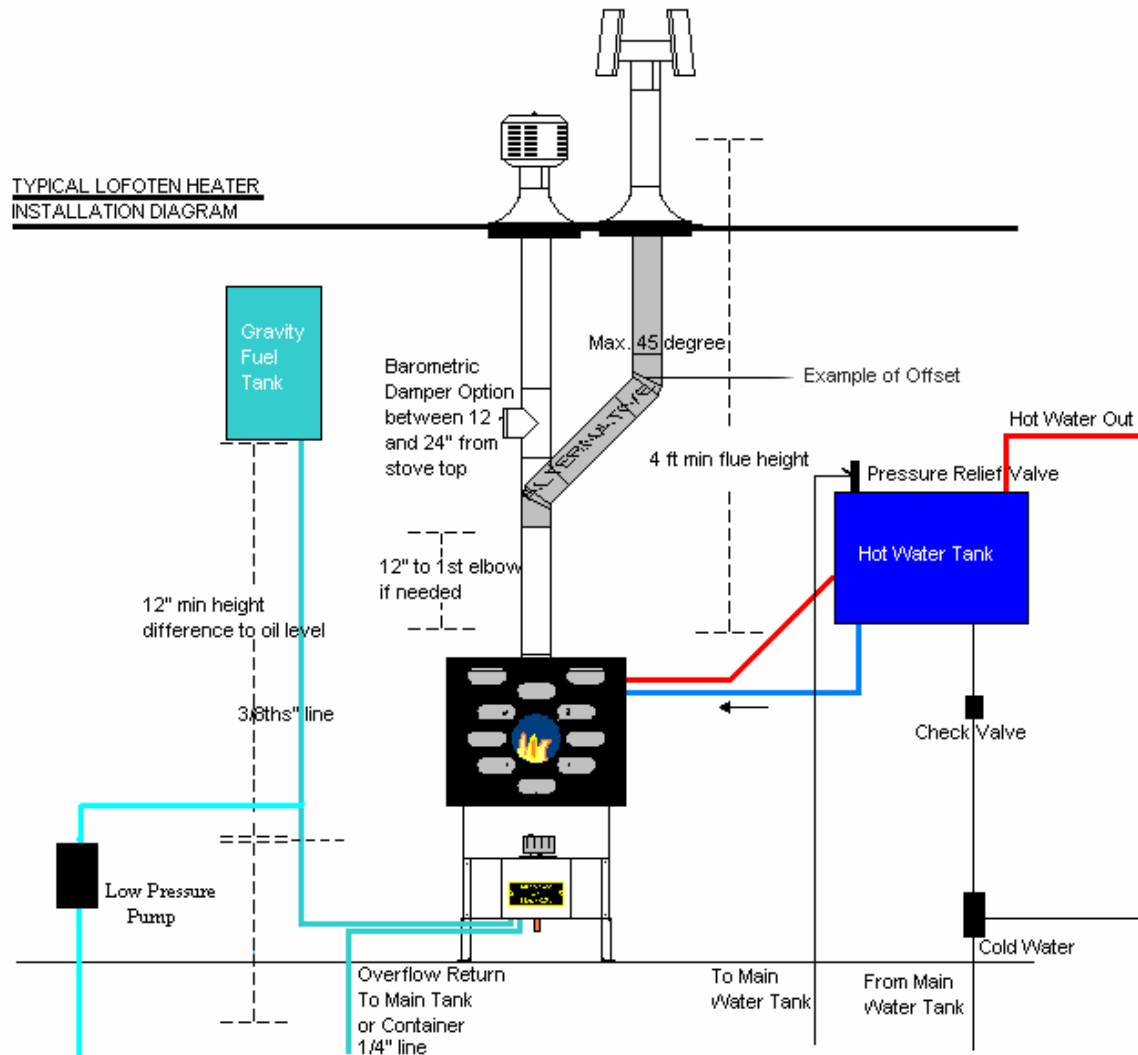 TYPICAL LOFOTEN HEATER
INSTALLATION DIAGRAM
Gravity
Fuel
Tank
Barometric
Damper Option
between 12
and 24" from
stove top
Max. 45 degree
Example of Offset
Hot Water Out
4 ft min flue height
Pressure Relief Valve
Hot Water Tank
12" to 1st elbow
if needed
12" min height
difference to oil level
3/8ths" line
Check Valve
Low Pressure
Pump
Cold Water
Overflow Return
To Main Tank
or Container
1/4" line
To Main
Water Tank
From Main
Water Tank